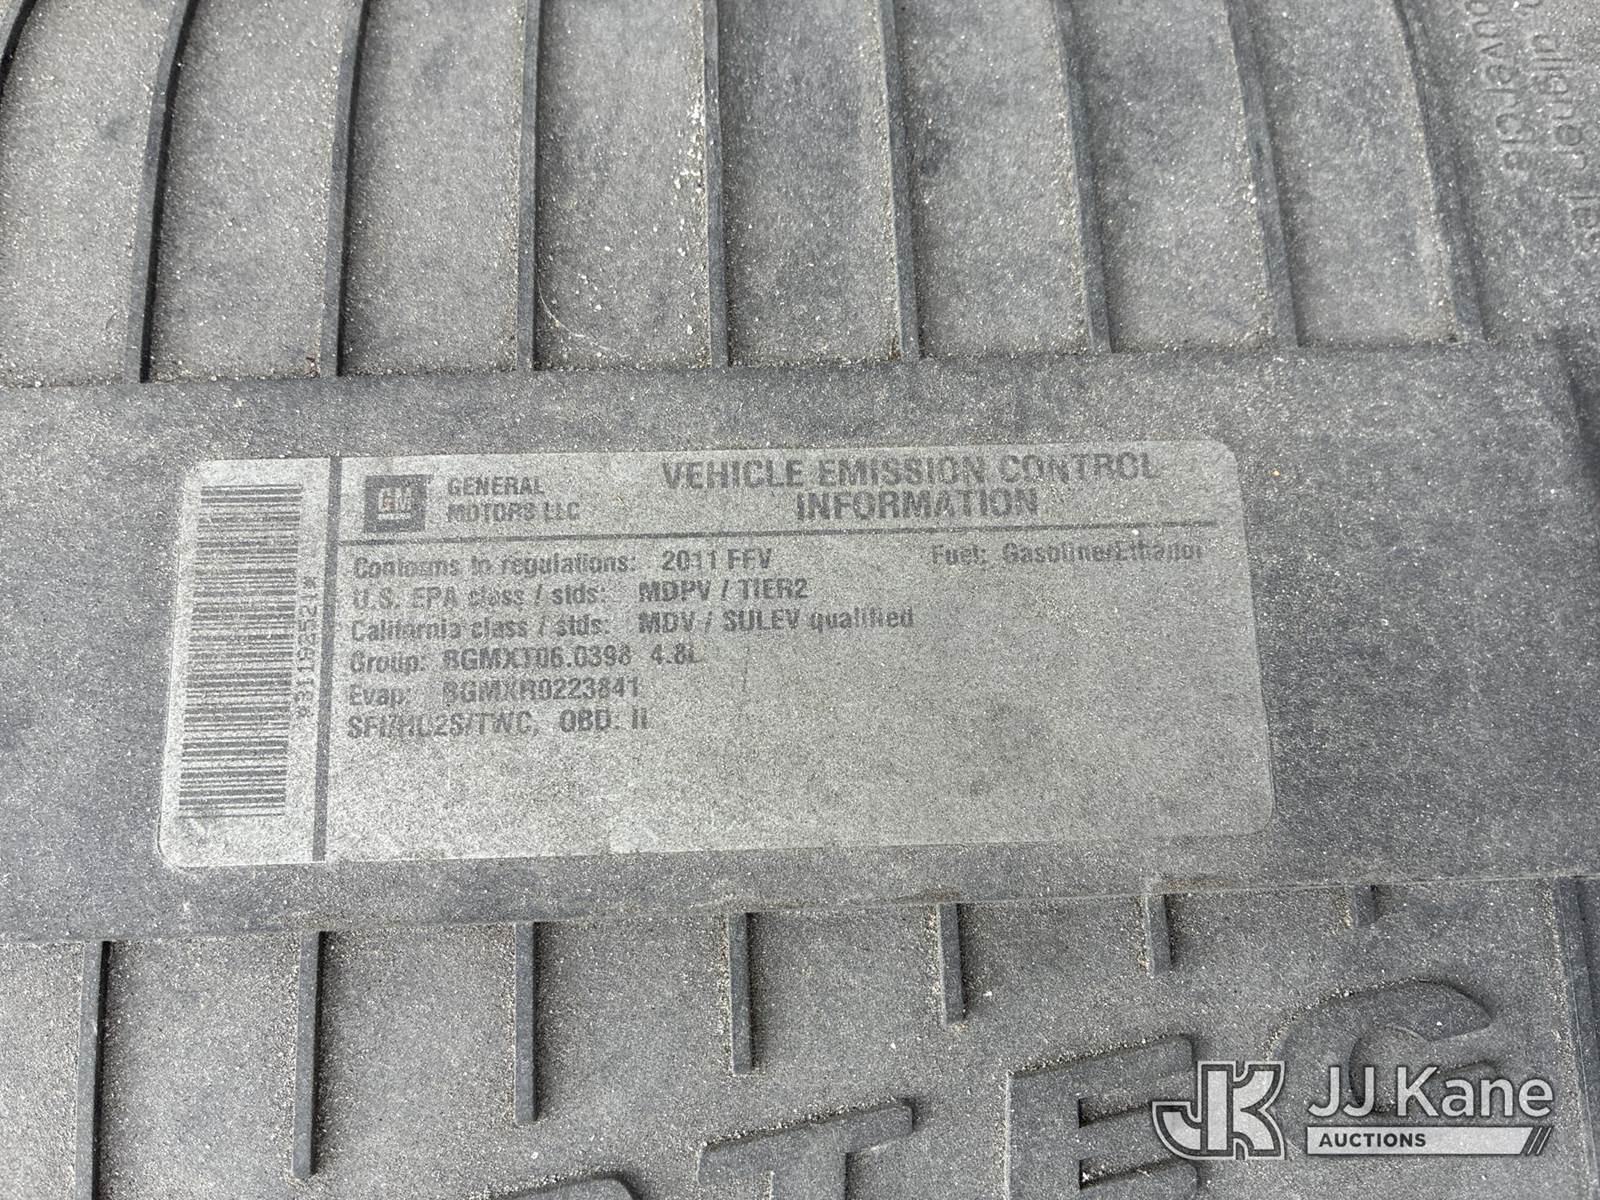 GM
GENERAL
MOTORS LLC
VEHICLE EMISSION CONTROL
INFORMATION
Conforms to regulations: 2011 FFV
Fuel: Gasoline/Ethanol
U.S. EPA class / stds: MDPV / TIER2
California class / stds: MDV / SULEV qualified
Group: BGMXT06.0398 4.8L
Evap: BGMXR0223841
SFI/HO2S/TWC, OBD: II
TEC
JK JJ Kane
AUCTIONS